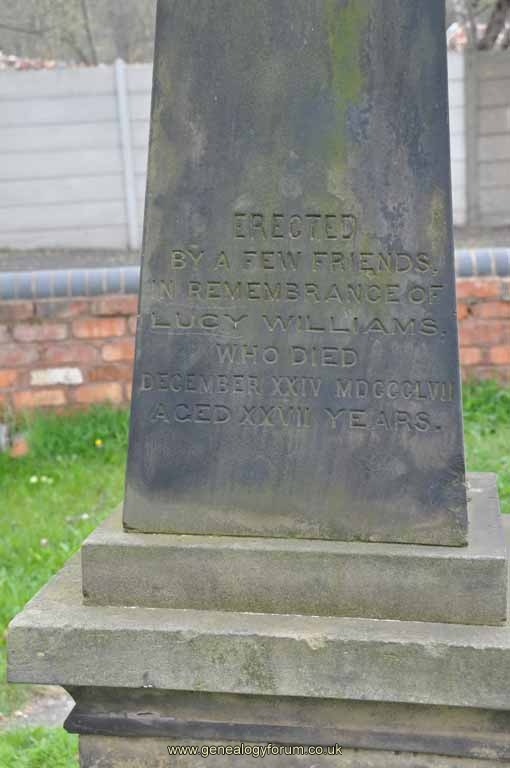 ERECTED
BY A FEW FRIENDS,
IN REMEMBRANCE OF
LUCY WILLIAMS,
WHO DIED
DECEMBER XXIV MDCCCLVII
AGED XXVII YEARS.
www.genealogyforum.co.uk